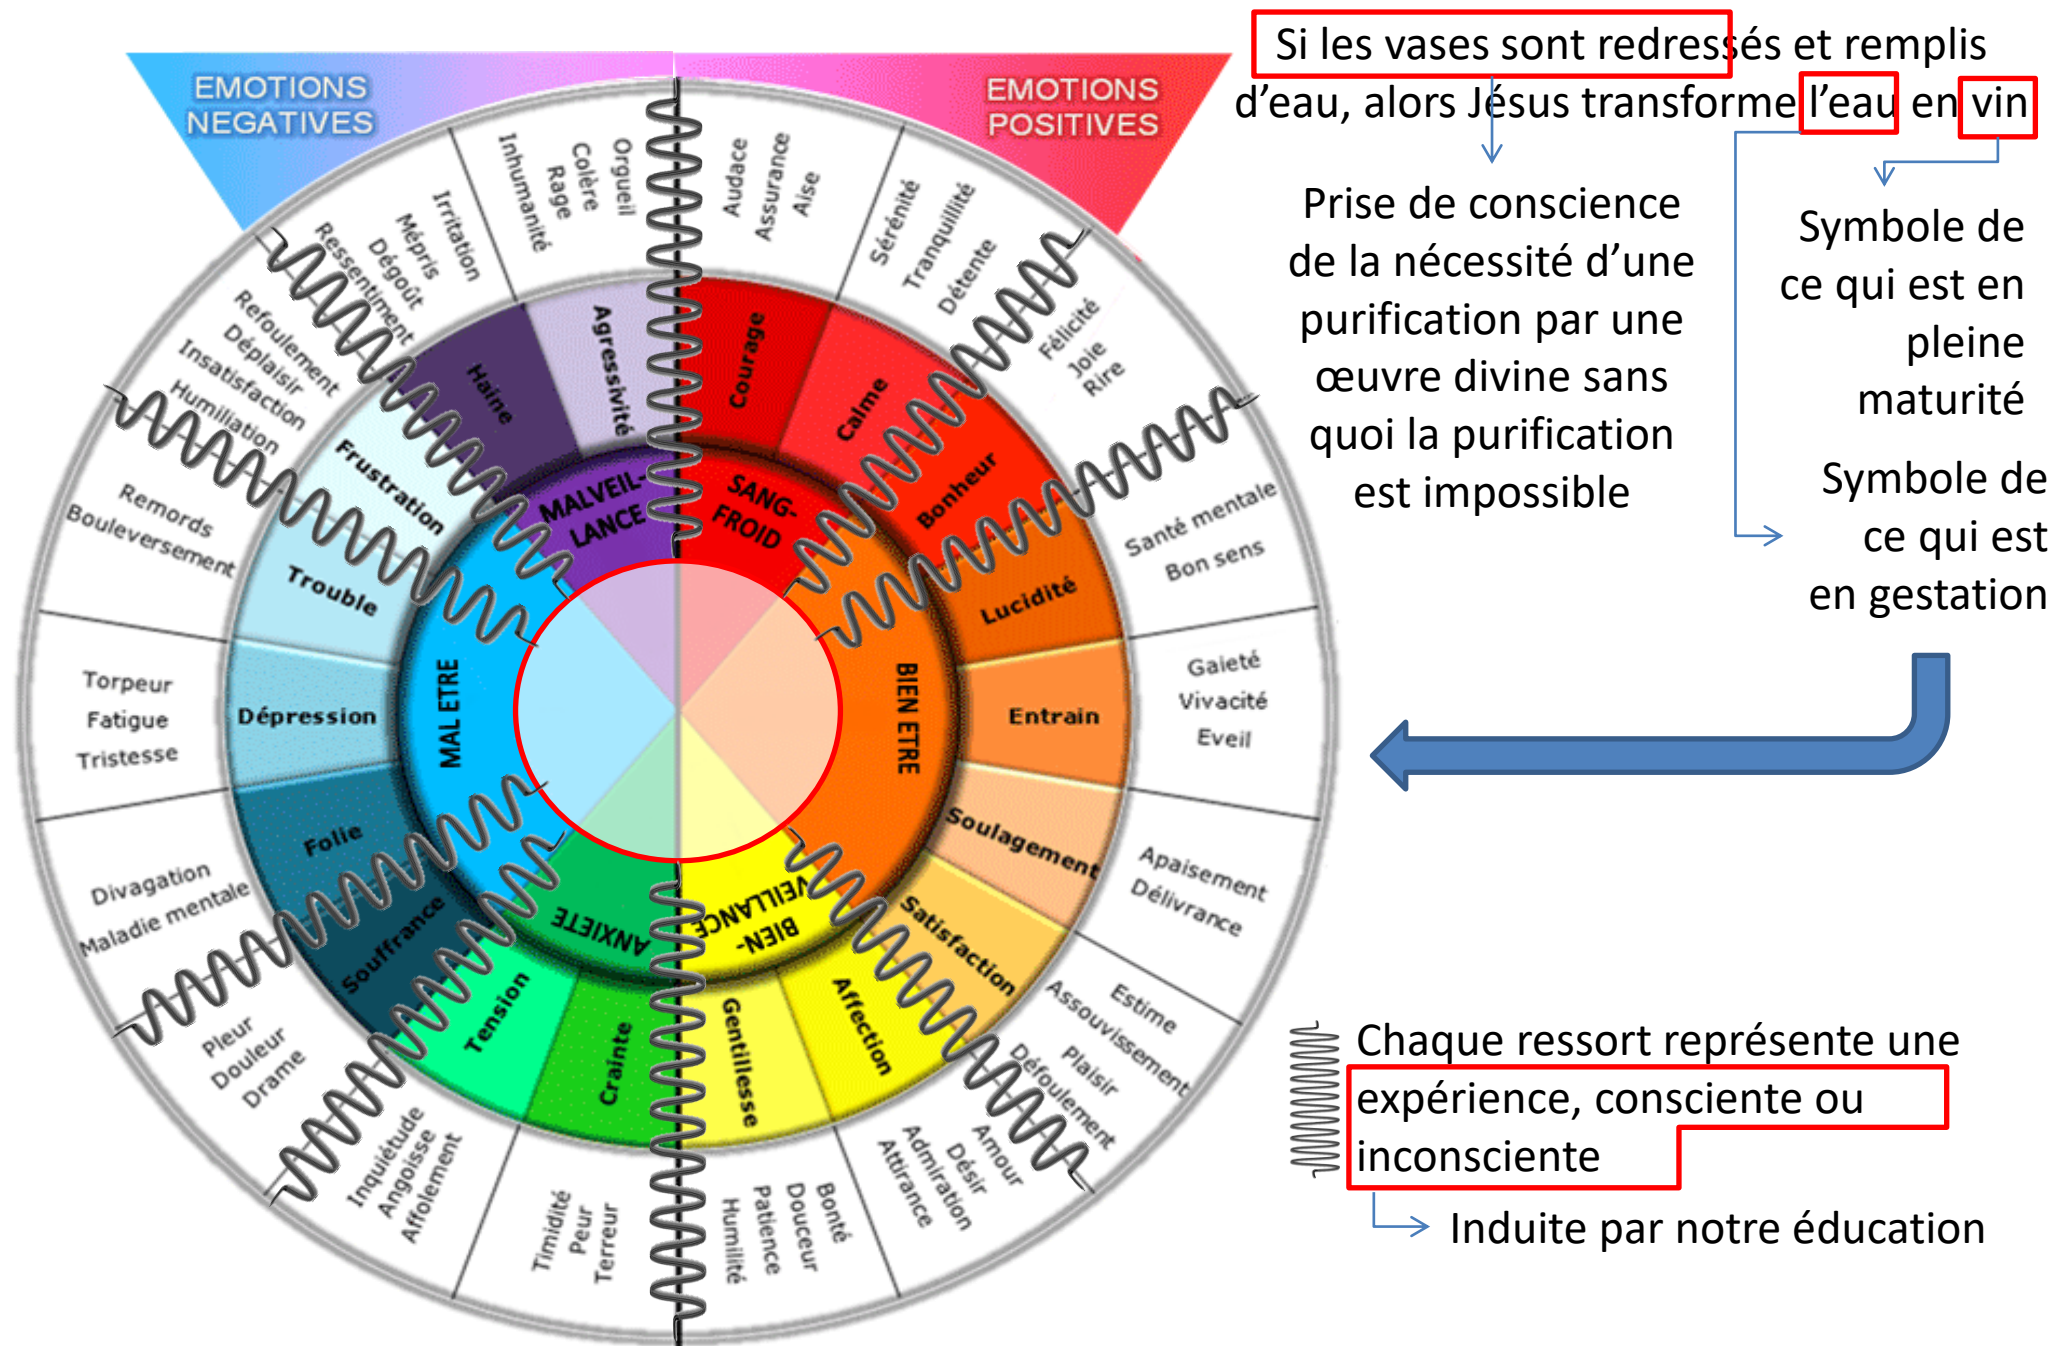 EMOTIONS
NEGATIVES
EMOTIONS
POSITIVES
Si les vases sont redressés et remplis
d’eau, alors Jésus transforme l’eau en vin
Prise de conscience
de la nécessité d’une
purification par une
œuvre divine sans
quoi la purification
est impossible
Symbole de
ce qui est en
pleine
maturité
Symbole de
ce qui est
en gestation
Chaque ressort représente une
expérience, consciente ou
inconsciente
Induite par notre éducation
Audace
Assurance
Aise
Sérénité
Tranquillité
Détente
Félicité
Joie
Rire
Santé mentale
Bon sens
Gaieté
Vivacité
Eveil
Apaisement
Délivrance
Estime
Assouvissement
Plaisir
Défoulement
Amour
Désir
Admiration
Attirance
Bonté
Douceur
Patience
Humilité
Timidité
Peur
Terreur
Inquiétude
Angoisse
Affolement
Pleur
Douleur
Drame
Divagation
Maladie mentale
Torpeur
Fatigue
Tristesse
Remords
Bouleversement
Refoulement
Déplaisir
Insatisfaction
Humiliation
Irritation
Mépris
Dégoût
Ressentiment
Inhumanité
Rage
Colère
Orgueil
Courage
Calme
Bonheur
Lucidité
Entrain
Soulagement
Satisfaction
Affection
Gentillesse
Crainte
Tension
Souffrance
Folie
Dépression
Trouble
Frustration
Haine
Agressivité
SANG-
FROID
BIEN ETRE
BIEN-
VEILLANCE
ANXIETE
MAL ETRE
MALVEIL-
LANCE